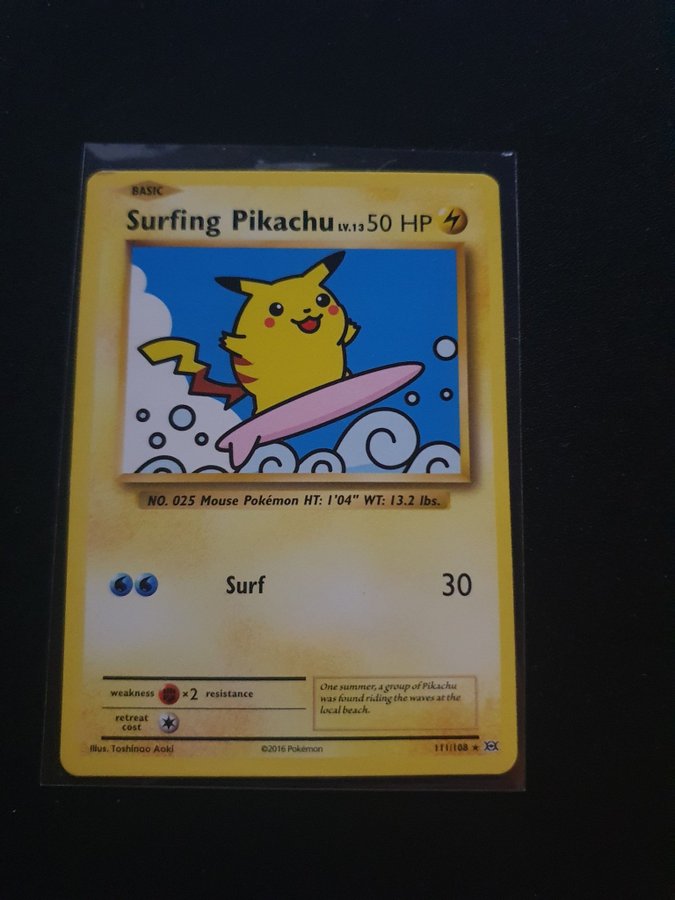 BASIC
Surfing Pikachu LV.13 50 HP
NO. 025 Mouse Pokémon HT: 1'04" WT: 13.2 lbs.
Surf 30
weakness ×2 resistance
retreat
cost
One summer, a group of Pikachu
was found riding the waves at the
local beach.
Illus. Toshinao Aoki ©2016 Pokémon 111/108